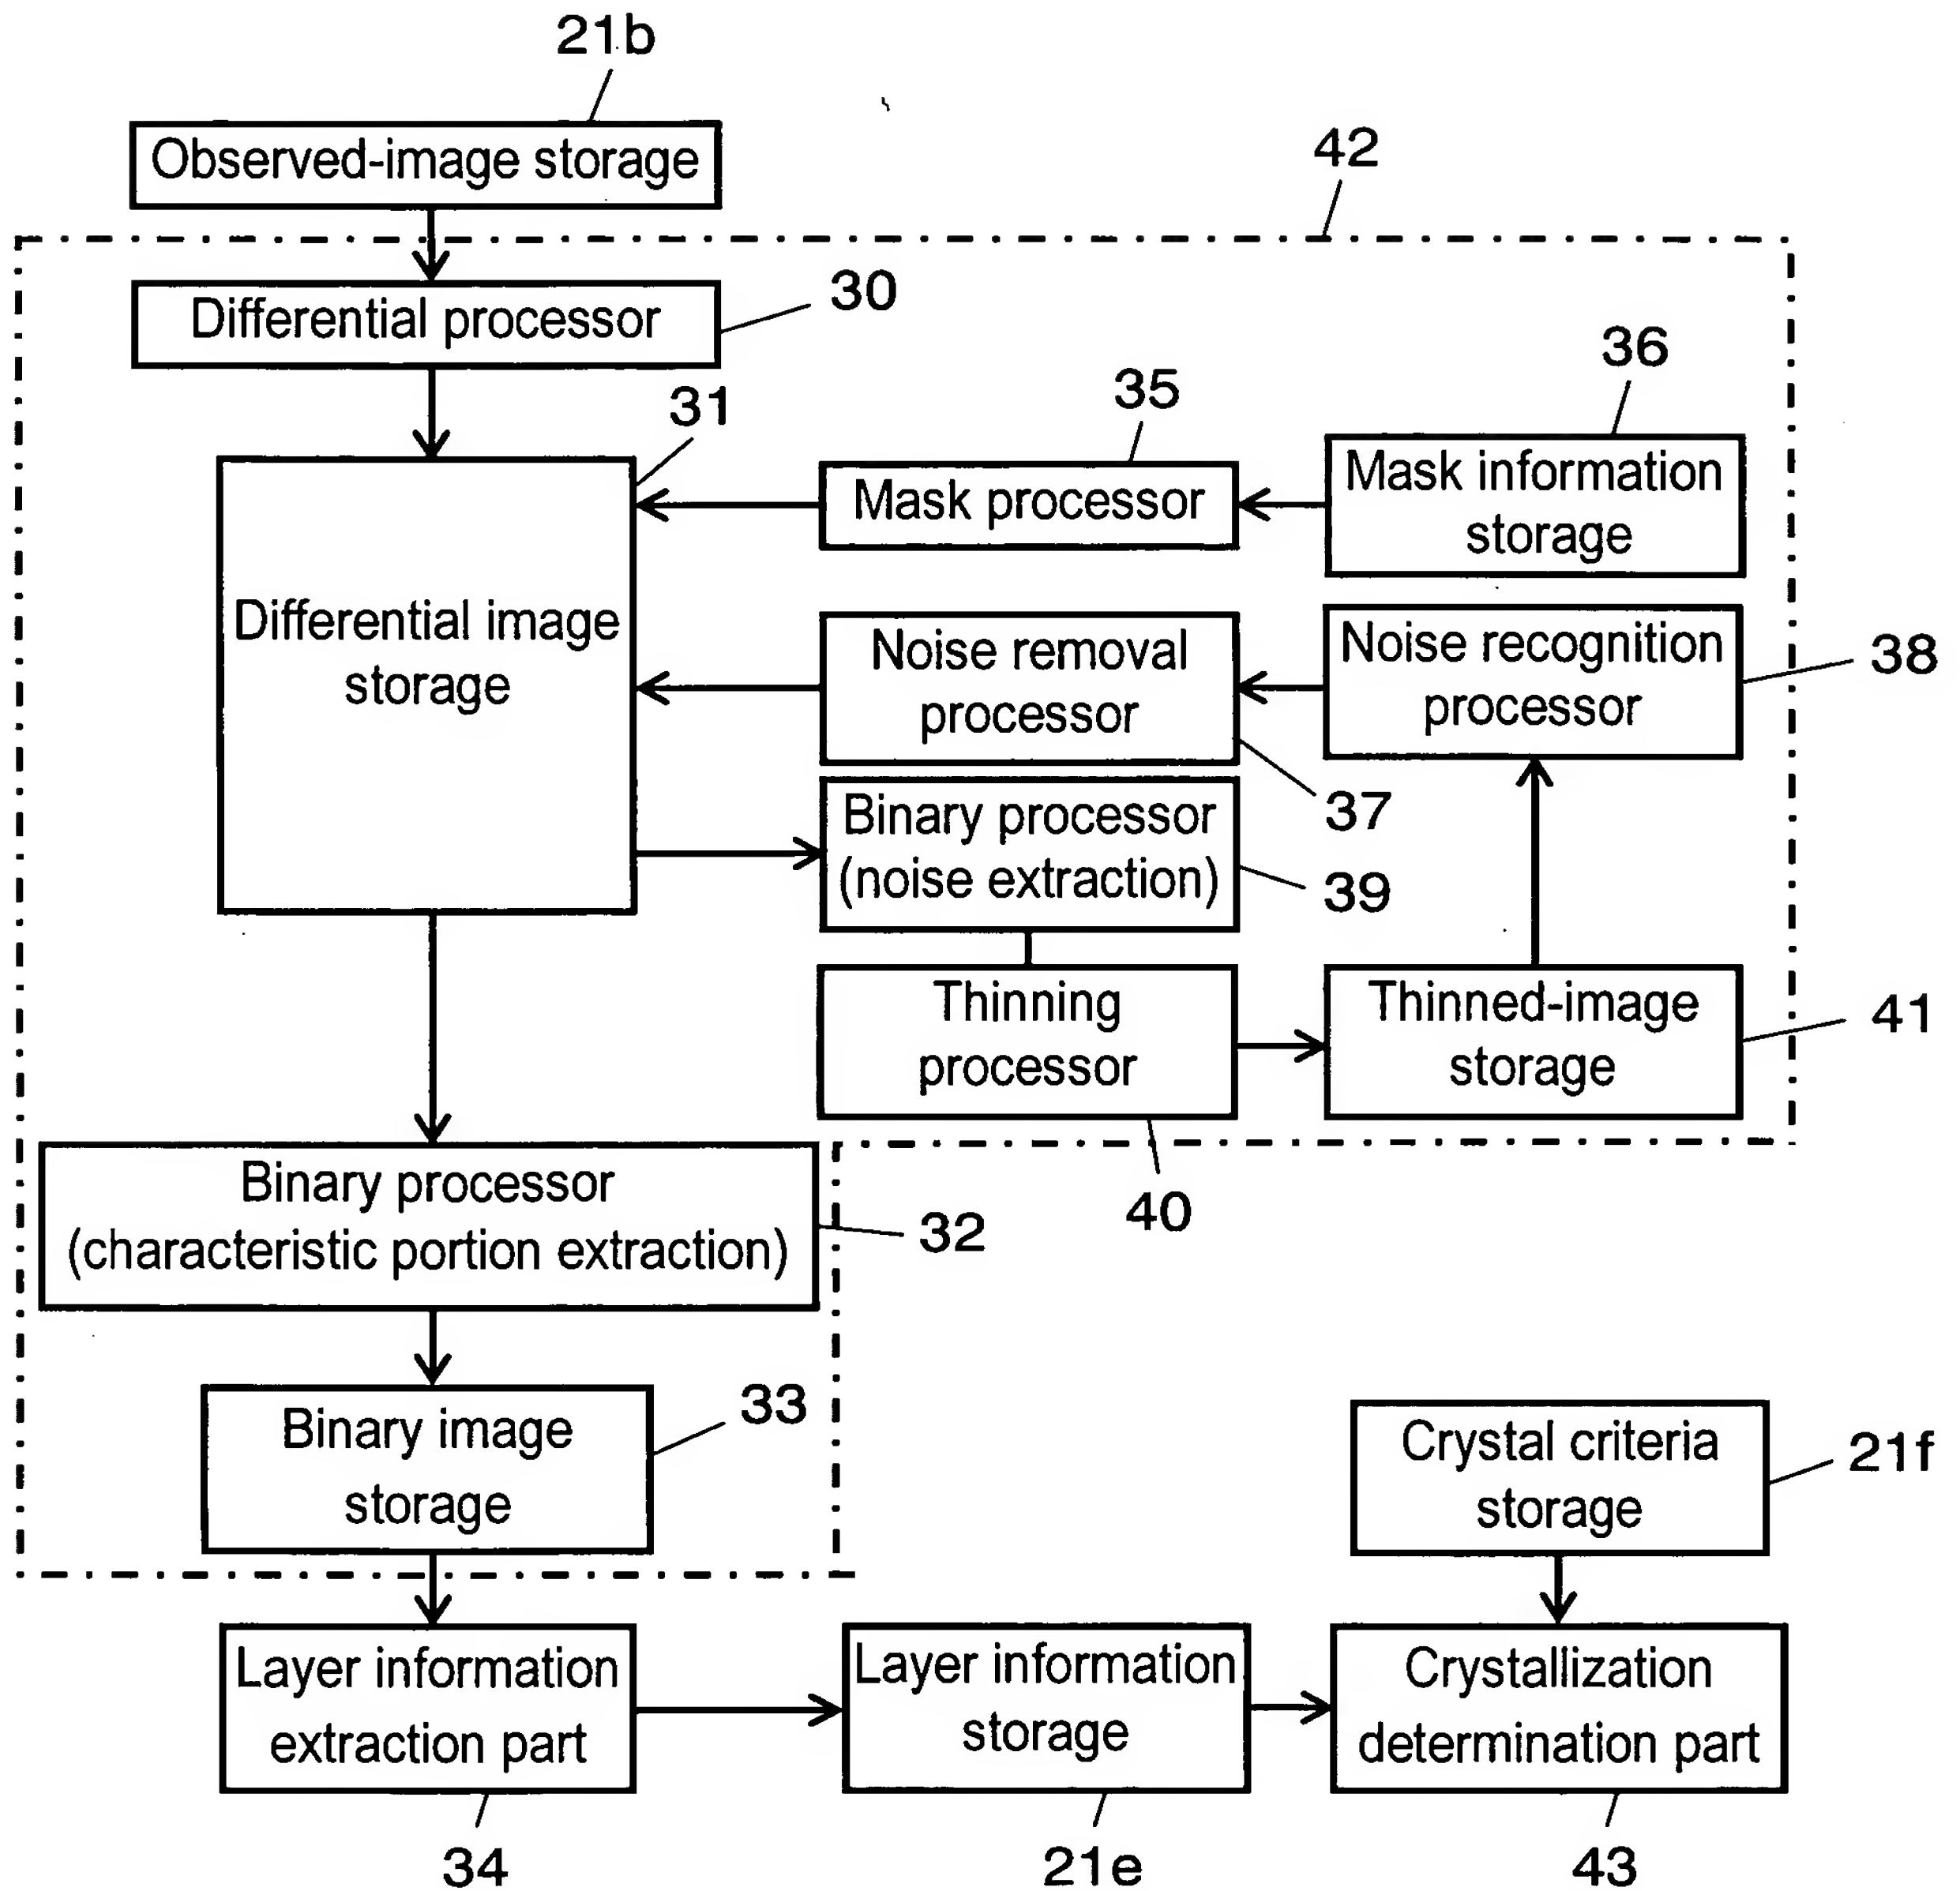 21b
Observed-image storage
42
Differential processor
30
31
35
36
Differential image
storage
Mask processor
Mask information
storage
Noise removal
processor
37
Noise recognition
processor
38
Binary processor
(noise extraction)
39
Thinning
processor
40
Thinned-image
storage
41
Binary processor
(characteristic portion extraction)
32
Binary image
storage
33
Crystal criteria
storage
21f
Layer information
extraction part
34
Layer information
storage
21e
Crystallization
determination part
43